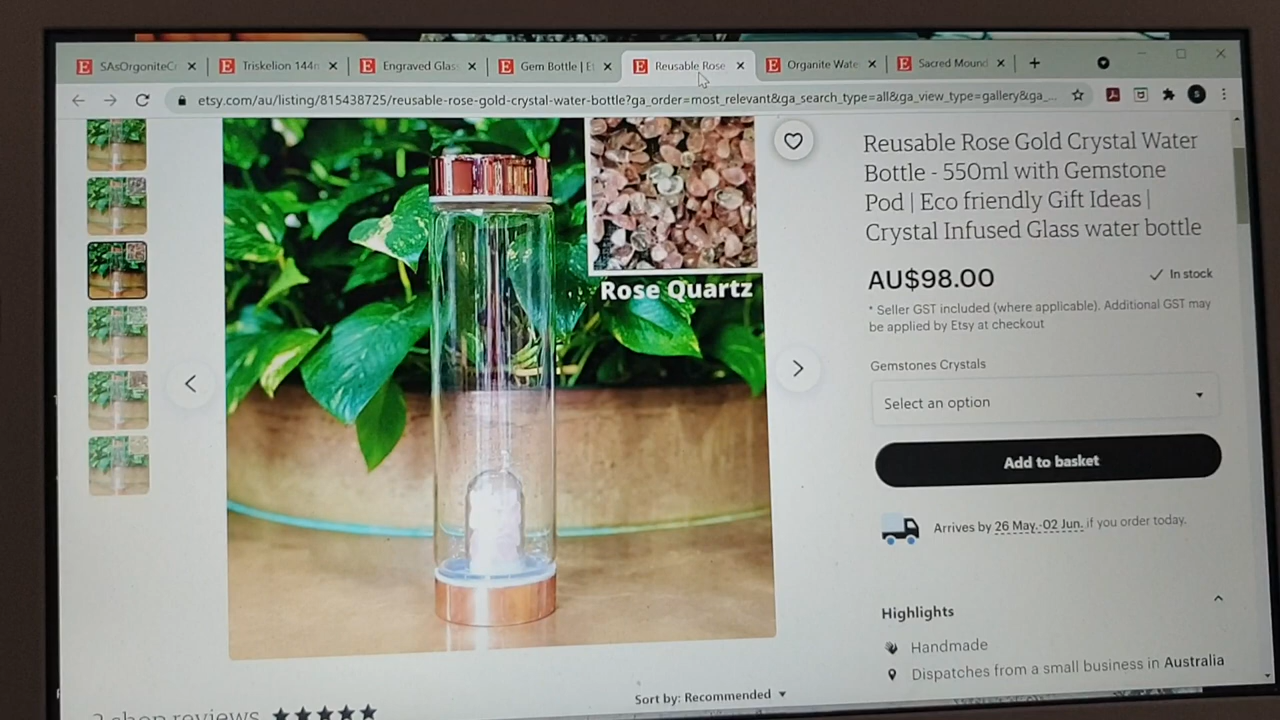 SAsOrgoniteC
Triskelion 144m
Engraved Glas
Gem Bottle | Et
Reusable Rose
Organite Wate
Sacred Mound
etsy.com/au/listing/815438725/reusable-rose-gold-crystal-water-bottle?ga_order=most_relevant&ga_search_type=all&ga_view_type=gallery&ga_...
Rose Quartz
Reusable Rose Gold Crystal Water
Bottle - 550ml with Gemstone
Pod | Eco friendly Gift Ideas |
Crystal Infused Glass water bottle
AU$98.00
In stock
* Seller GST included (where applicable). Additional GST may
be applied by Etsy at checkout
Gemstones Crystals
Select an option
Add to basket
Arrives by 26 May.-02 Jun. if you order today.
Highlights
Handmade
Dispatches from a small business in Australia
Sort by: Recommended
shop reviews